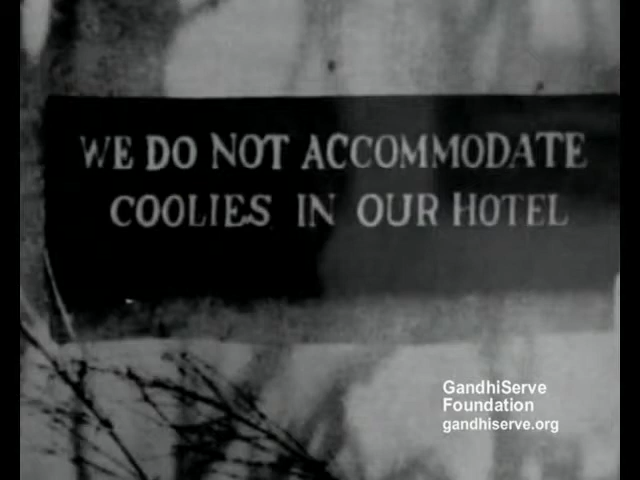 WE DO NOT ACCOMMODATE
COOLIES IN OUR HOTEL
GandhiServe
Foundation
gandhiserve.org